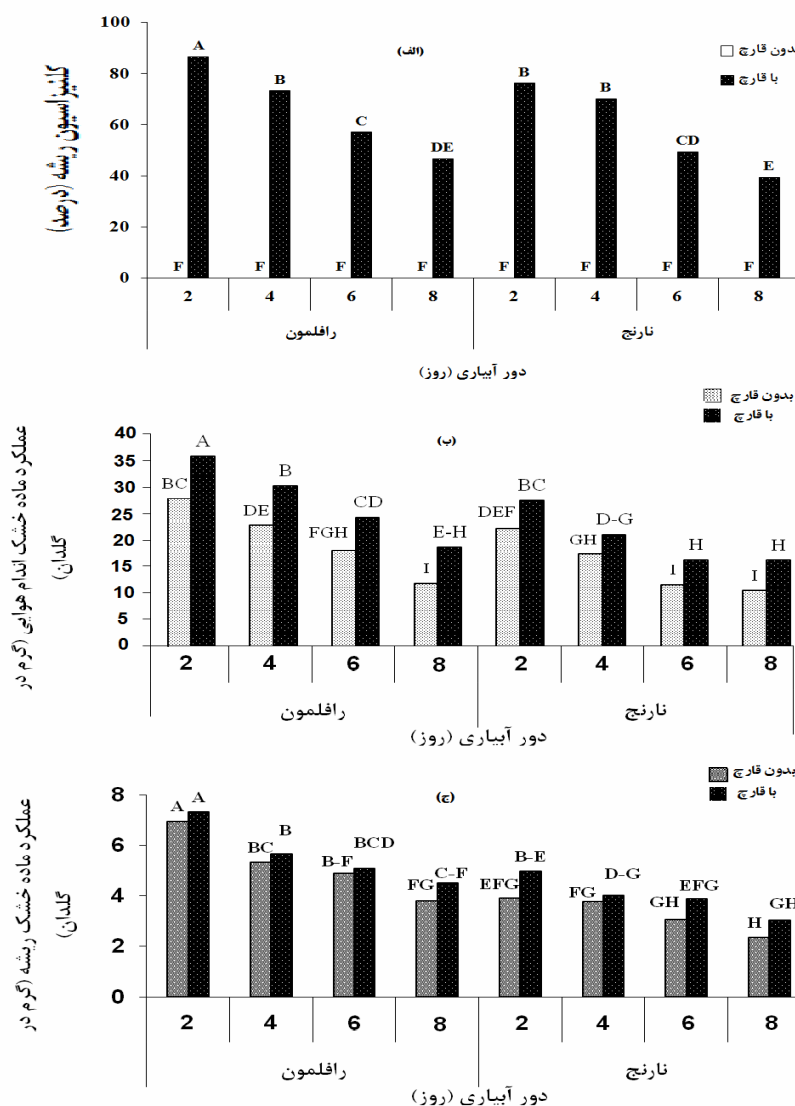 (الف)
بدون قارچ
با قارچ
کلنیزاسیون ریشه (درصد)
100
80
60
40
20
0
A
B
C
DE
B
B
CD
E
F F F F F F F F
2 4 6 8 2 4 6 8
رافلمون نارنج
دور آبیاری (روز)
(ب)
بدون قارچ
با قارچ
عملکرد ماده خشک اندام هوایی (گرم در
گلدان)
40
35
30
25
20
15
10
5
0
BC A DE B FGH CD I E-H DEF BC GH D-G I H I H
2 4 6 8 2 4 6 8
رافلمون نارنج
دور آبیاری (روز)
(ج)
بدون قارچ
با قارچ
عملکرد ماده خشک ریشه (گرم در
گلدان)
8
6
4
2
0
A A BC B B-F BCD FG C-F EFG B-E FG D-G GH EFG H GH
2 4 6 8 2 4 6 8
رافلمون نارنج
دور آبیاری (روز)